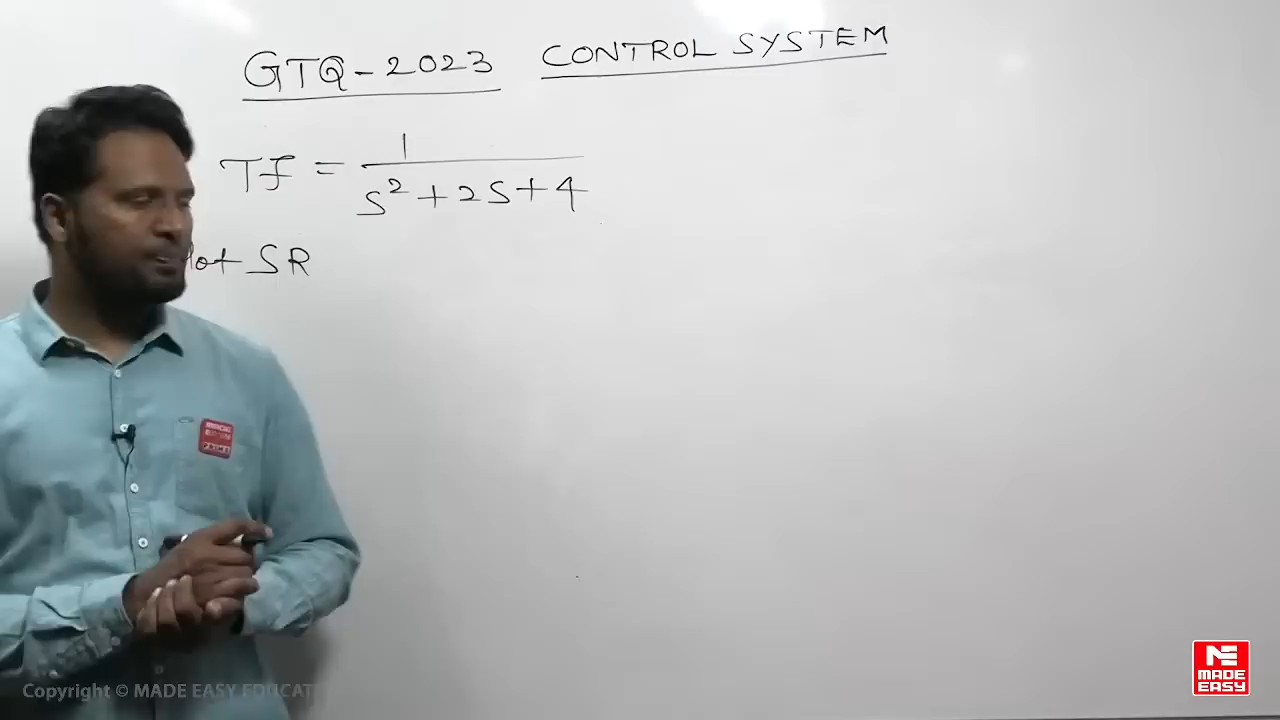 GTQ-2023 CONTROL SYSTEM
Tf = 1 / (s² + 2s + 4)
SR
MADE EASY
Copyright © MADE EASY